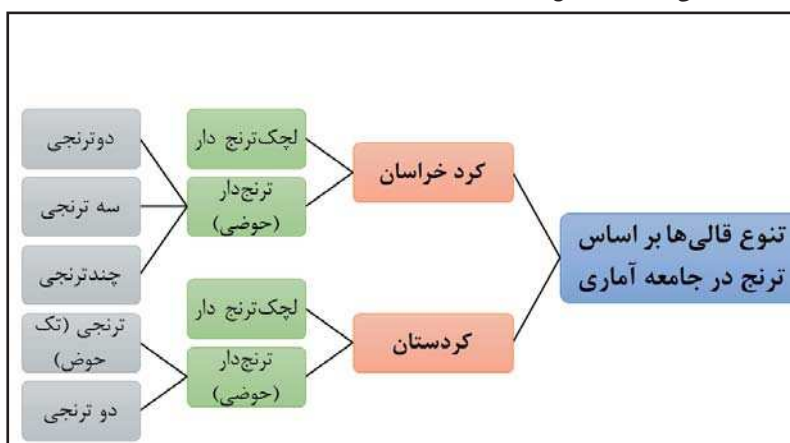 تنوع قالی‌ها بر اساس
ترنج در جامعه آماری
کرد خراسان
لچک‌ترنج دار
ترنج‌دار
(حوضی)
دوترنجی
سه ترنجی
چندترنجی
کردستان
لچک‌ترنج دار
ترنج‌دار
(حوضی)
ترنجی (تک
حوض)
دو ترنجی